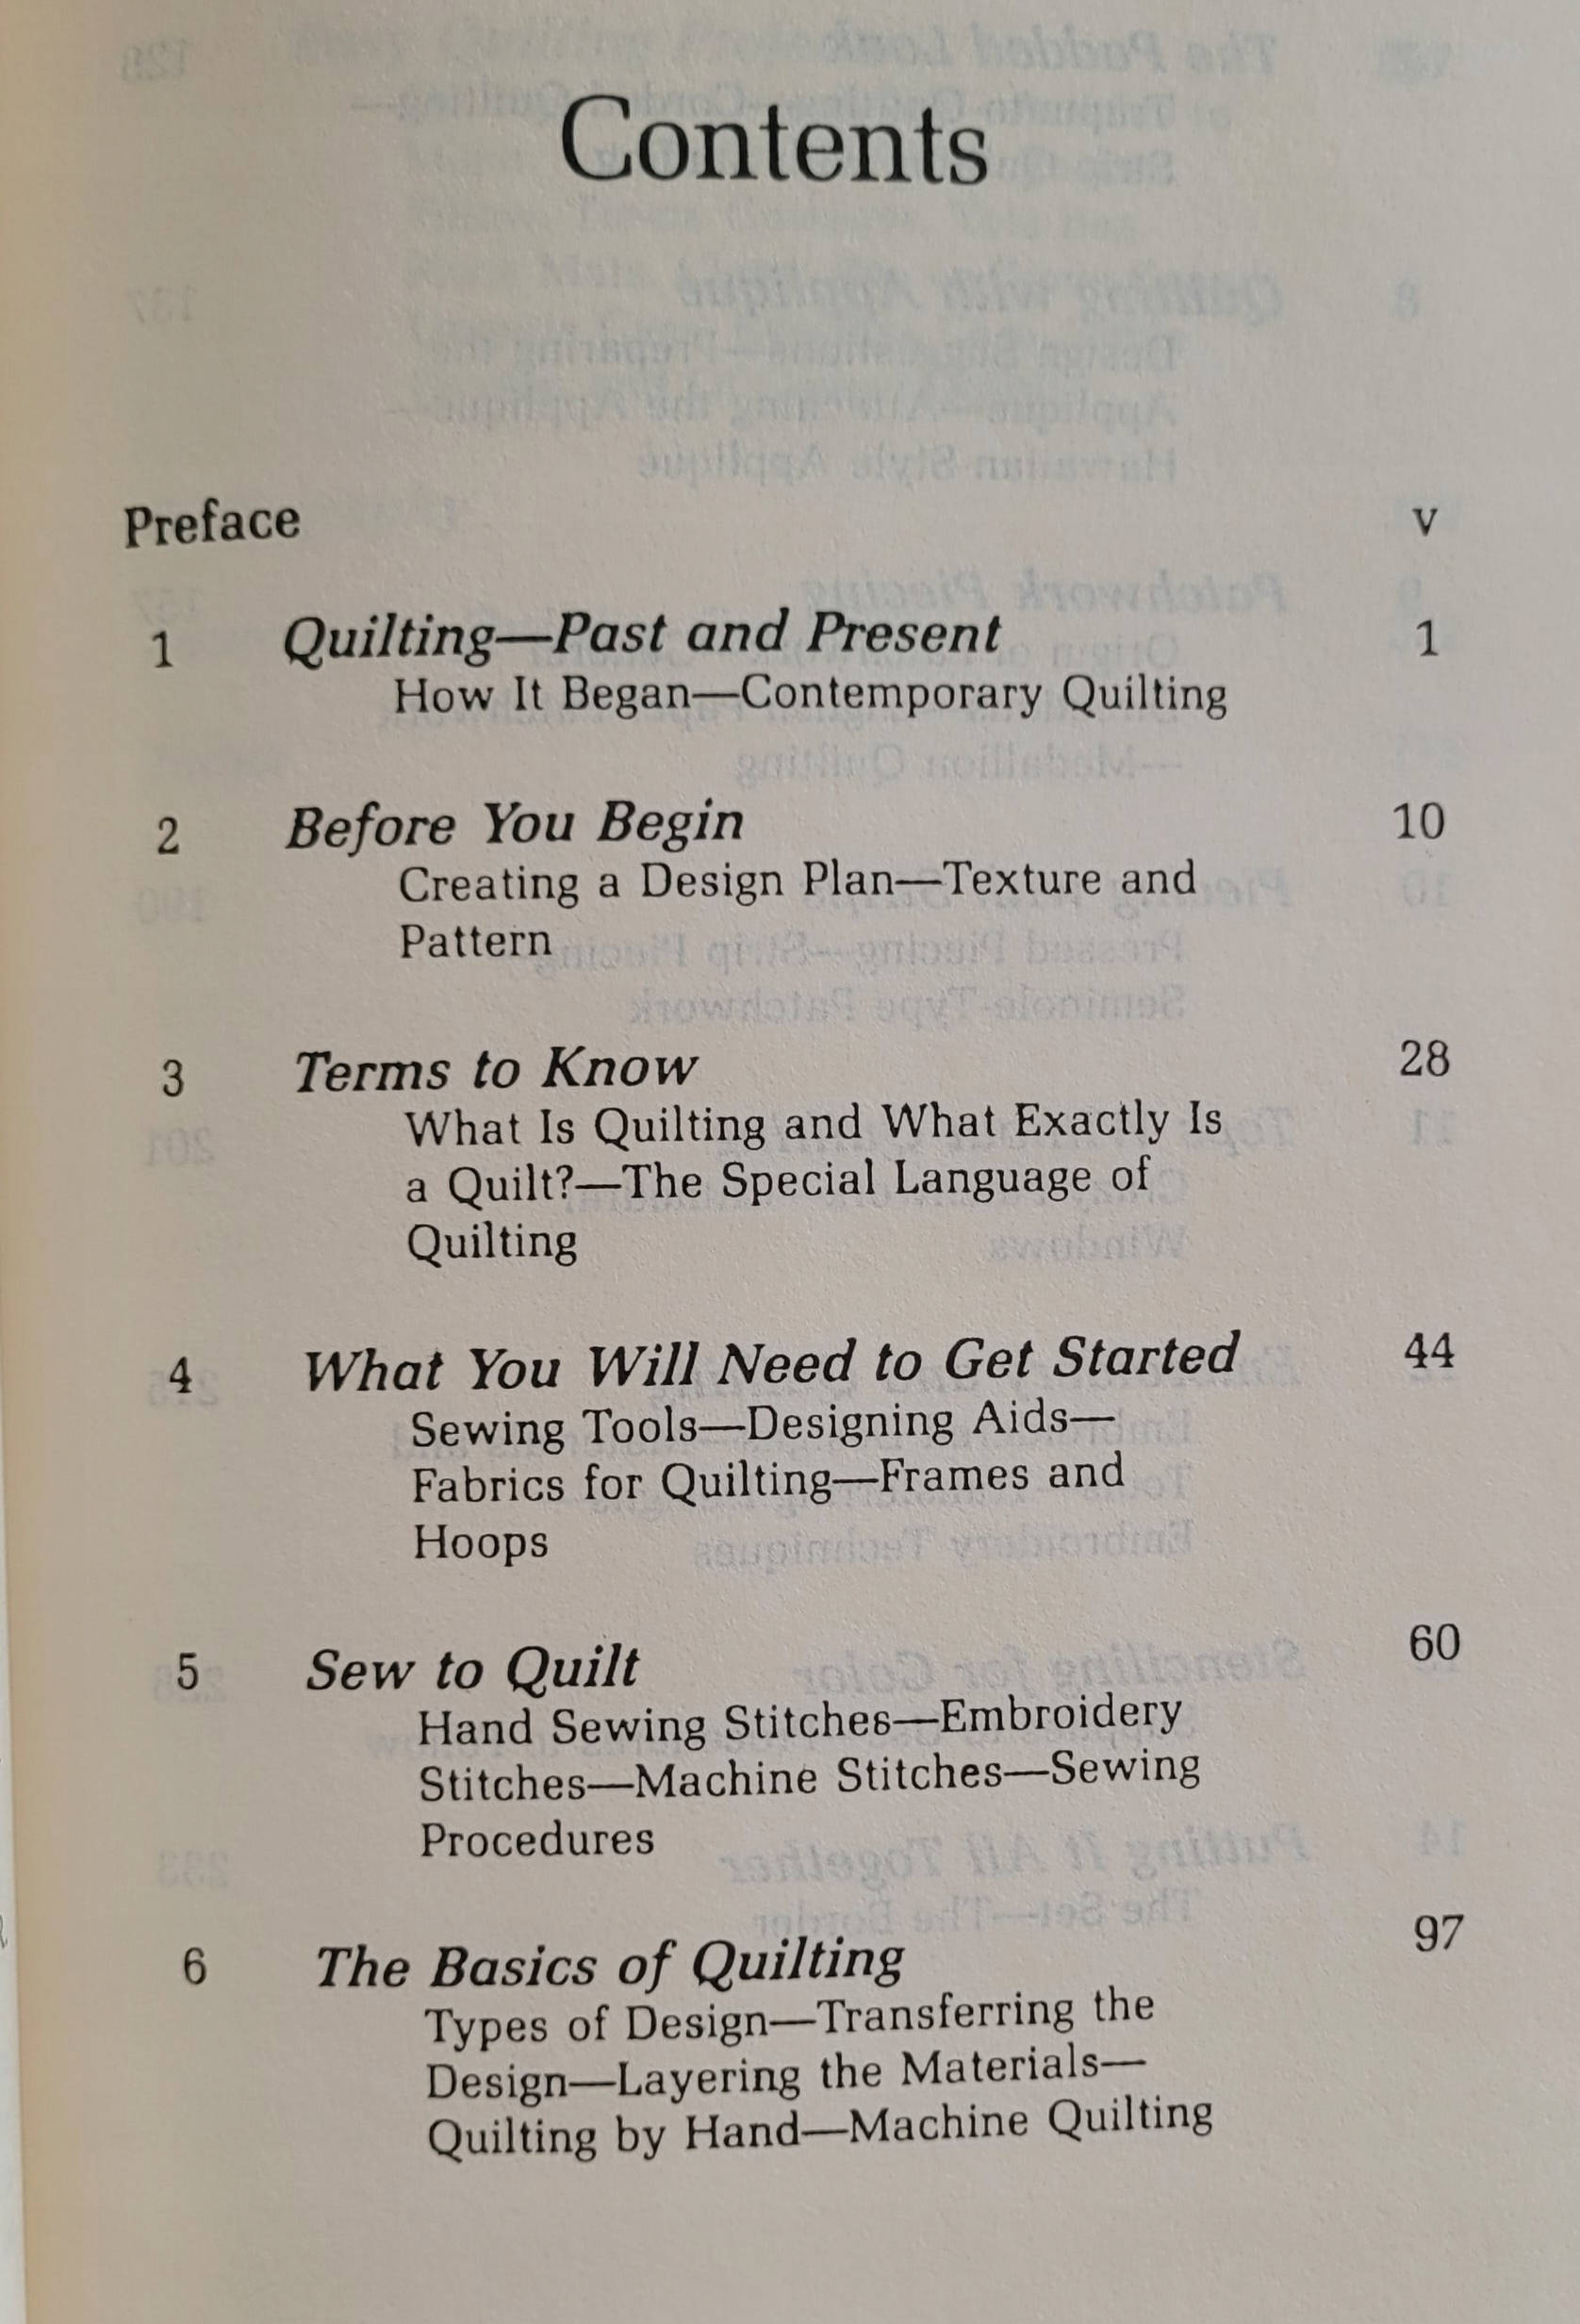 Contents
Preface v
1 Quilting—Past and Present 1
How It Began—Contemporary Quilting
2 Before You Begin 10
Creating a Design Plan—Texture and
Pattern
3 Terms to Know 28
What Is Quilting and What Exactly Is
a Quilt?—The Special Language of
Quilting
4 What You Will Need to Get Started 44
Sewing Tools—Designing Aids—
Fabrics for Quilting—Frames and
Hoops
5 Sew to Quilt 60
Hand Sewing Stitches—Embroidery
Stitches—Machine Stitches—Sewing
Procedures
6 The Basics of Quilting 97
Types of Design—Transferring the
Design—Layering the Materials—
Quilting by Hand—Machine Quilting